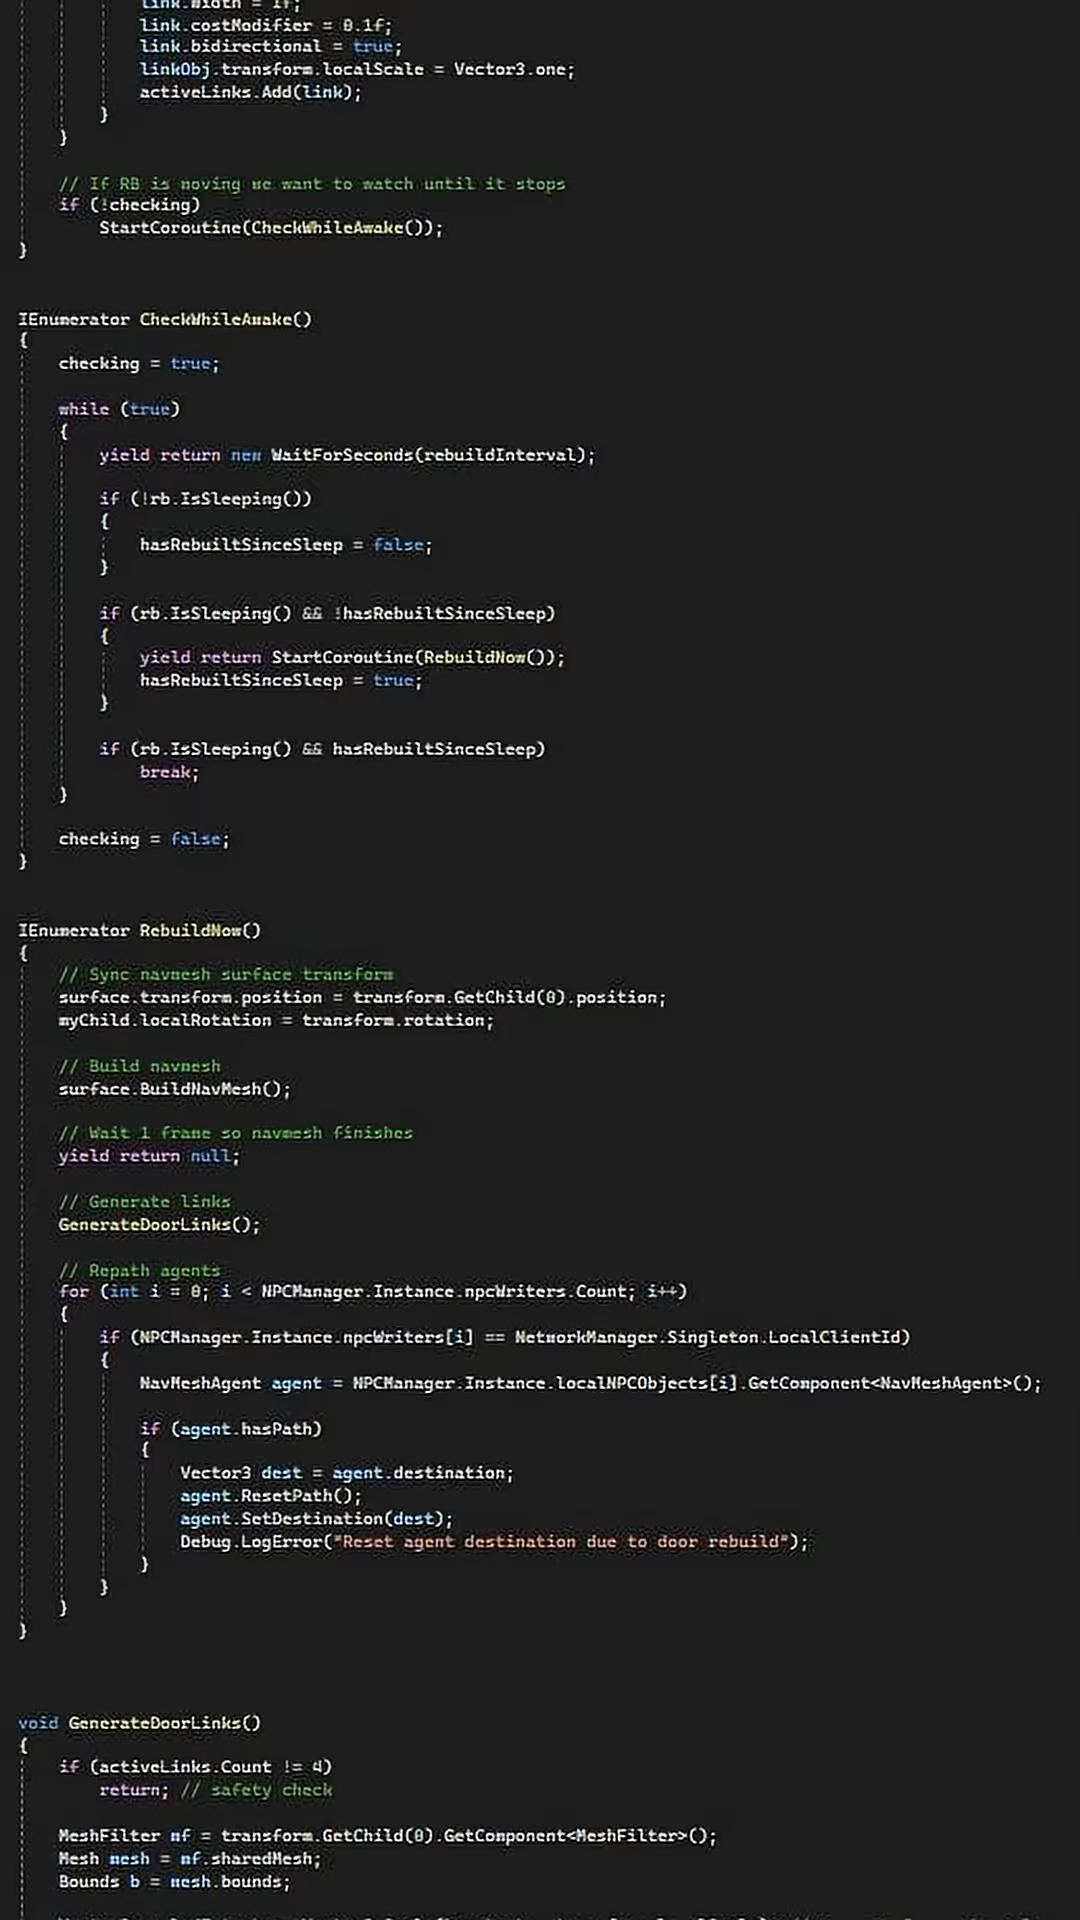 link.width = 1f;
link.costModifier = 0.1f;
link.bidirectional = true;
linkObj.transform.localScale = Vector3.one;
activeLinks.Add(link);
}
}
// If RB is moving we want to watch until it stops
if (!checking)
StartCoroutine(CheckWhileAwake());
}
IEnumerator CheckWhileAwake()
{
checking = true;
while (true)
{
yield return new WaitForSeconds(rebuildInterval);
if (!rb.IsSleeping())
{
hasRebuiltSinceSleep = false;
}
if (rb.IsSleeping() && !hasRebuiltSinceSleep)
{
yield return StartCoroutine(RebuildNow());
hasRebuiltSinceSleep = true;
}
if (rb.IsSleeping() && hasRebuiltSinceSleep)
break;
}
checking = false;
}
IEnumerator RebuildNow()
{
// Sync navmesh surface transform
surface.transform.position = transform.GetChild(0).position;
myChild.localRotation = transform.rotation;
// Build navmesh
surface.BuildNavMesh();
// Wait 1 frame so navmesh finishes
yield return null;
// Generate links
GenerateDoorLinks();
// Repath agents
for (int i = 0; i < NPCManager.Instance.npcWriters.Count; i++)
{
if (NPCManager.Instance.npcWriters[i] == NetworkManager.Singleton.LocalClientId)
{
NavMeshAgent agent = NPCManager.Instance.localNPCObjects[i].GetComponent<NavMeshAgent>();
if (agent.hasPath)
{
Vector3 dest = agent.destination;
agent.ResetPath();
agent.SetDestination(dest);
Debug.LogError("Reset agent destination due to door rebuild");
}
}
}
}
void GenerateDoorLinks()
{
if (activeLinks.Count != 4)
return; // safety check
MeshFilter mf = transform.GetChild(0).GetComponent<MeshFilter>();
Mesh mesh = mf.sharedMesh;
Bounds b = mesh.bounds;